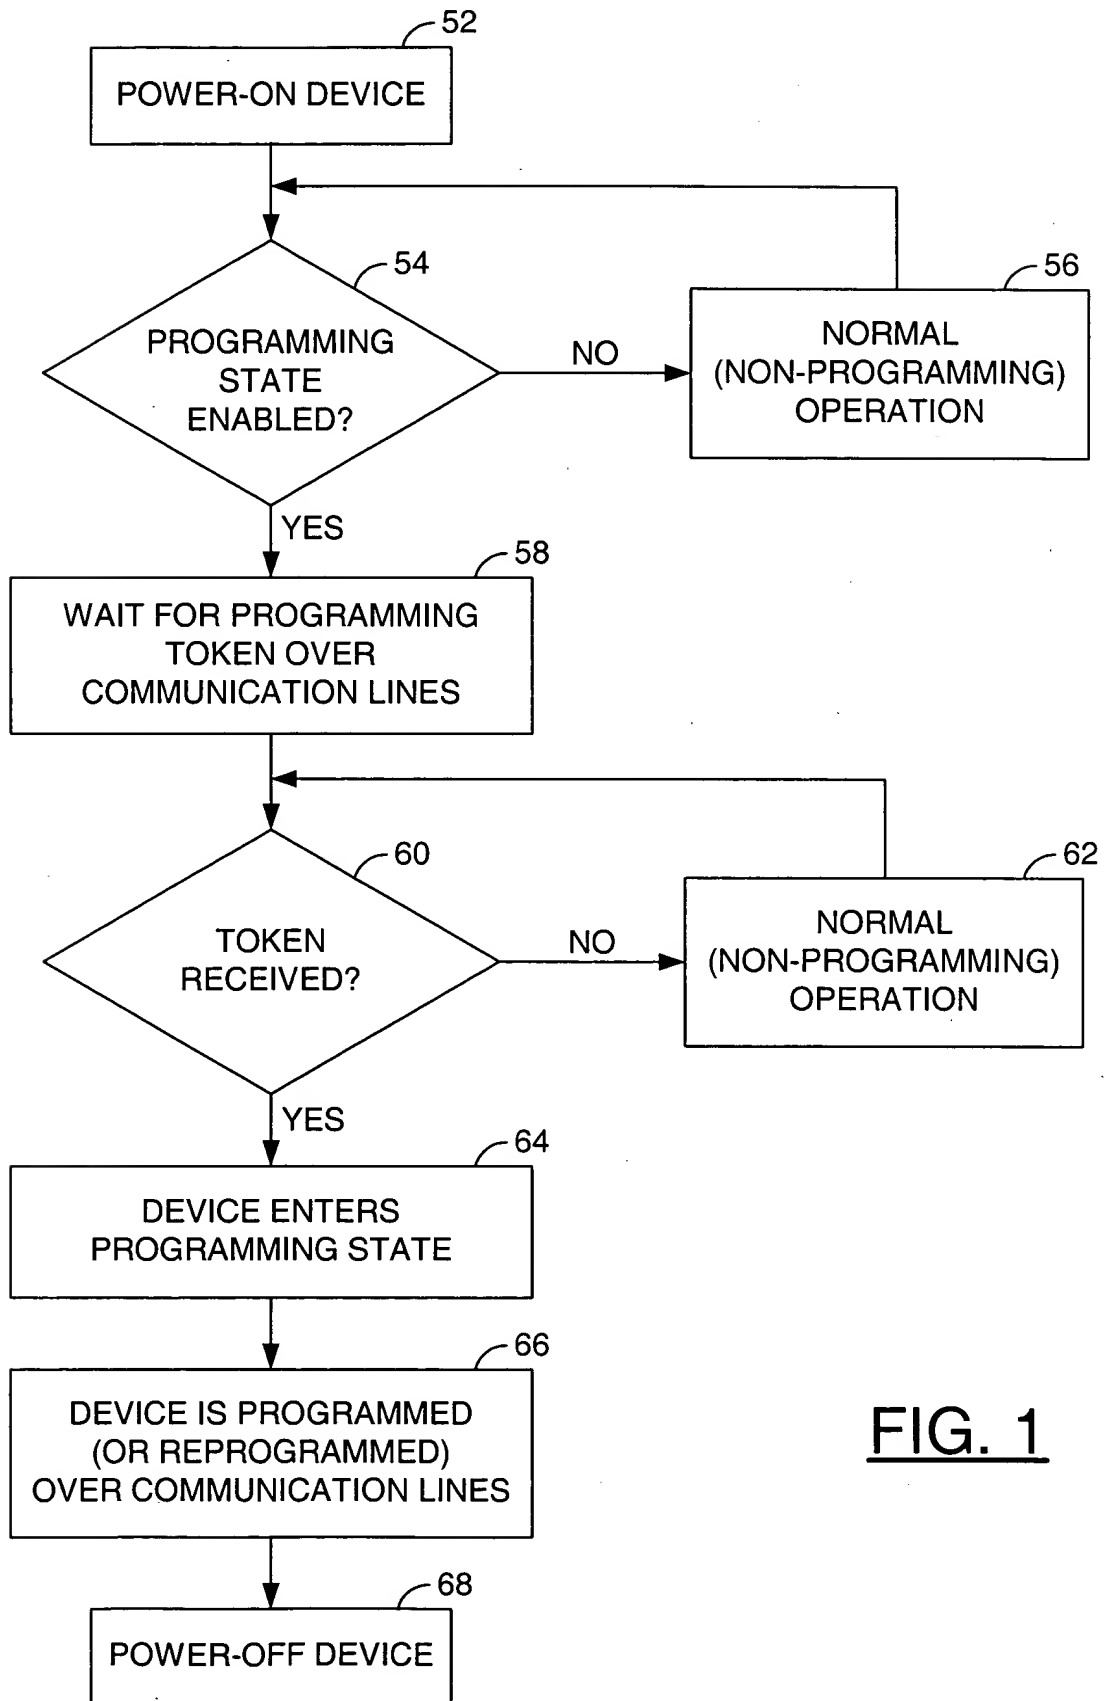 52
POWER-ON DEVICE
54
PROGRAMMING
STATE
ENABLED?
NO
56
NORMAL
(NON-PROGRAMMING)
OPERATION
YES
58
WAIT FOR PROGRAMMING
TOKEN OVER
COMMUNICATION LINES
60
TOKEN
RECEIVED?
NO
62
NORMAL
(NON-PROGRAMMING)
OPERATION
YES
64
DEVICE ENTERS
PROGRAMMING STATE
66
DEVICE IS PROGRAMMED
(OR REPROGRAMMED)
OVER COMMUNICATION LINES
FIG. 1
68
POWER-OFF DEVICE